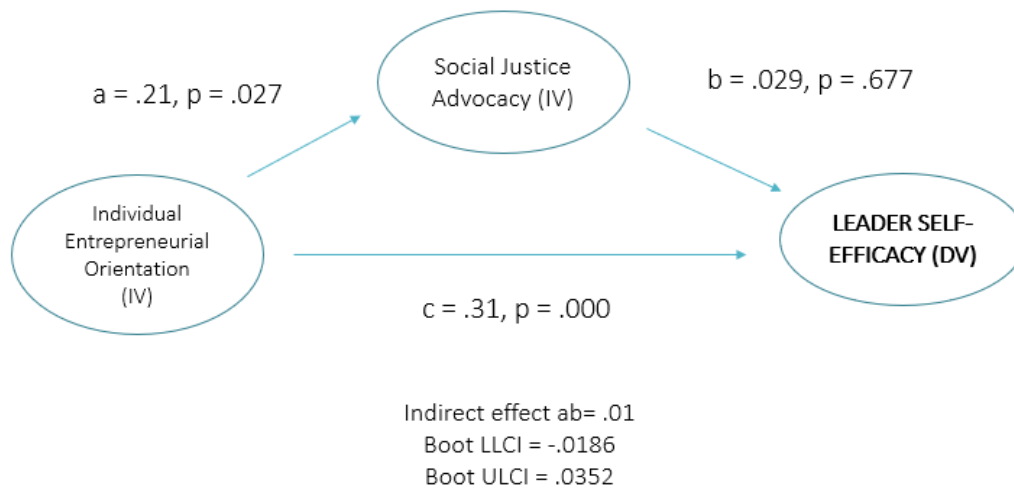 Social Justice
Advocacy (IV)
a = .21, p = .027
b = .029, p = .677
Individual
Entrepreneurial
Orientation
(IV)
LEADER SELF-
EFFICACY (DV)
c = .31, p = .000
Indirect effect ab= .01
Boot LLCI = -.0186
Boot ULCI = .0352